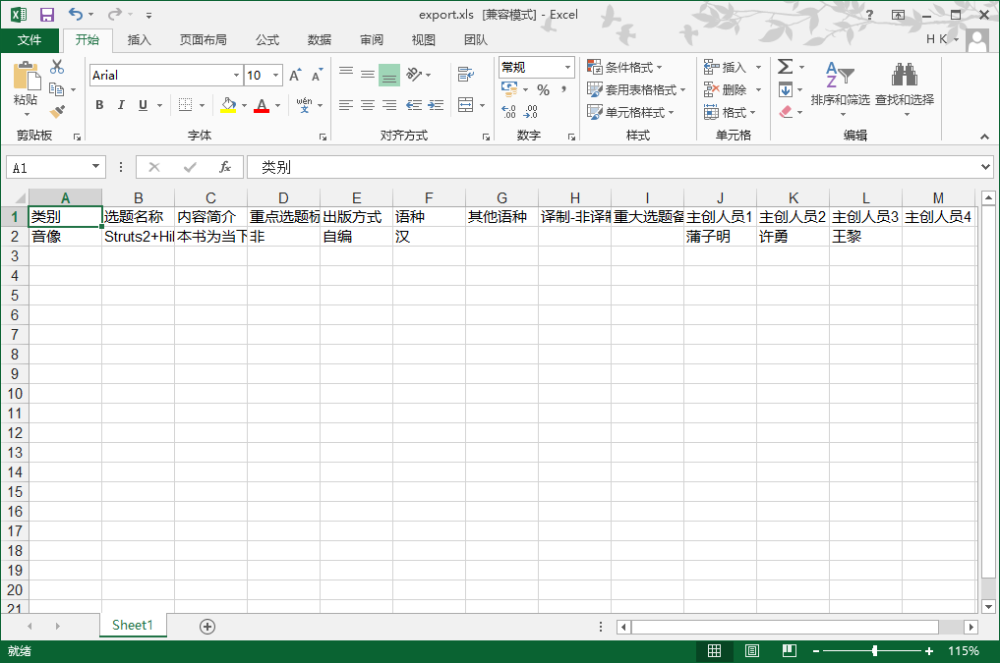 export.xls [兼容模式] - Excel
?
文件 开始 插入 页面布局 公式 数据 审阅 视图 团队 H K
粘贴 Arial 10 A A 常规 条件格式 插入 Σ 排序和筛选 查找和选择
B I U A wén 文 % , 套用表格格式 删除
单元格样式 格式
剪贴板 字体 对齐方式 数字 样式 单元格 编辑
A1 fx 类别
A B C D E F G H I J K L M
1 类别 选题名称 内容简介 重点选题标 出版方式 语种 其他语种 译制-非译制 重大选题备 主创人员1 主创人员2 主创人员3 主创人员4
2 音像 Struts2+Hil 本书为当下 非 自编 汉 蒲子明 许勇 王黎
3
4
5
6
7
8
9
10
11
12
13
14
15
16
17
18
19
20
21
Sheet1
就绪 115%